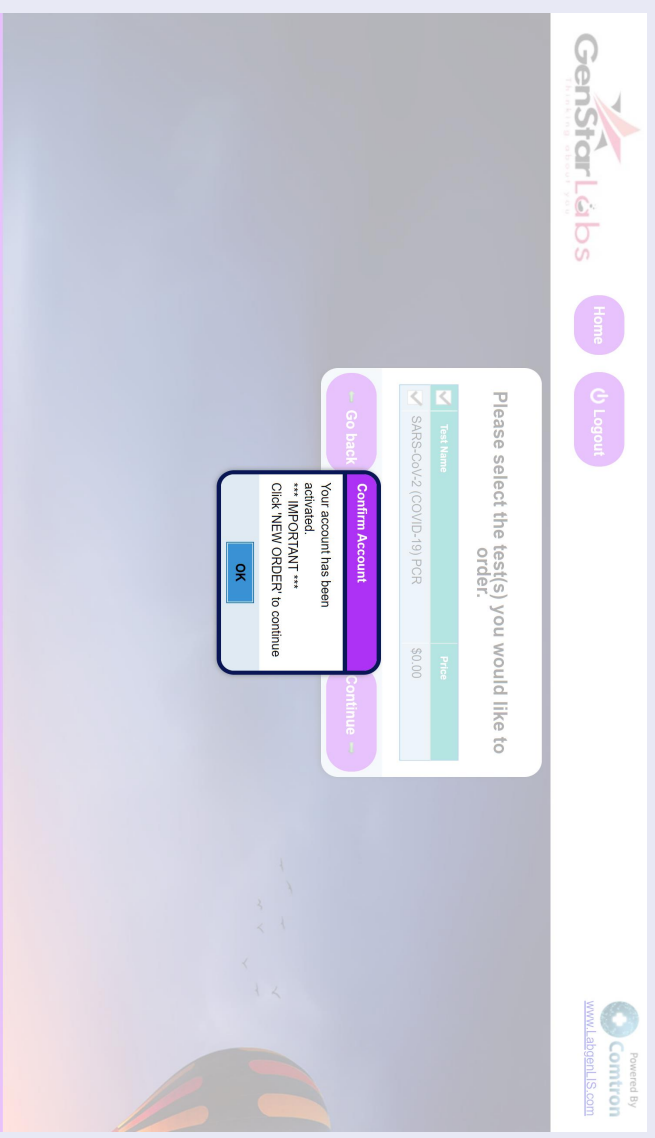 GenStarLabs
Thinking about you
Home
Logout
Powered By
Comtron
www.LabgenLIS.com
Please select the test(s) you would like to
order.
Test Name Price
SARS-CoV-2 (COVID-19) PCR $0.00
Go back Continue
Confirm Account
Your account has been
activated.
*** IMPORTANT ***
Click 'NEW ORDER' to continue
OK